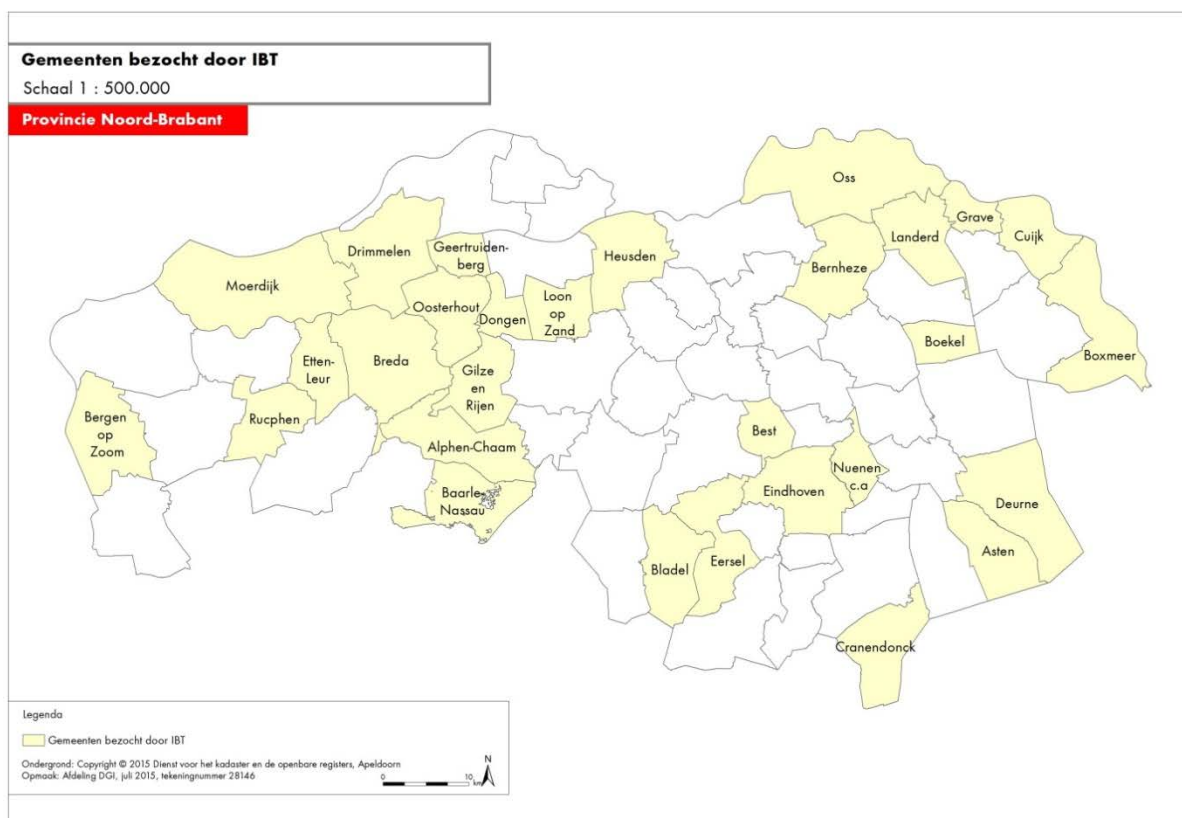 Gemeenten bezocht door IBT
Schaal 1 : 500.000
Provincie Noord-Brabant
Oss
Grave
Landerd
Cuijk
Drimmelen
Geertruiden-
berg
Heusden
Bernheze
Moerdijk
Oosterhout
Dongen
Loon
op
Zand
Boekel
Boxmeer
Etten-
Leur
Breda
Gilze
en
Rijen
Bergen
op
Zoom
Rucphen
Alphen-Chaam
Best
Nuenen
c.a
Baarle-
Nassau
Eindhoven
Deurne
Asten
Bladel
Eersel
Cranendonck
Legenda
Gemeenten bezocht door IBT
Ondergrond: Copyright © 2015 Dienst voor het kadaster en de openbare registers, Apeldoorn
Opmaak: Afdeling DGI, juli 2015, tekeningnummer 28146
0 10
km
N